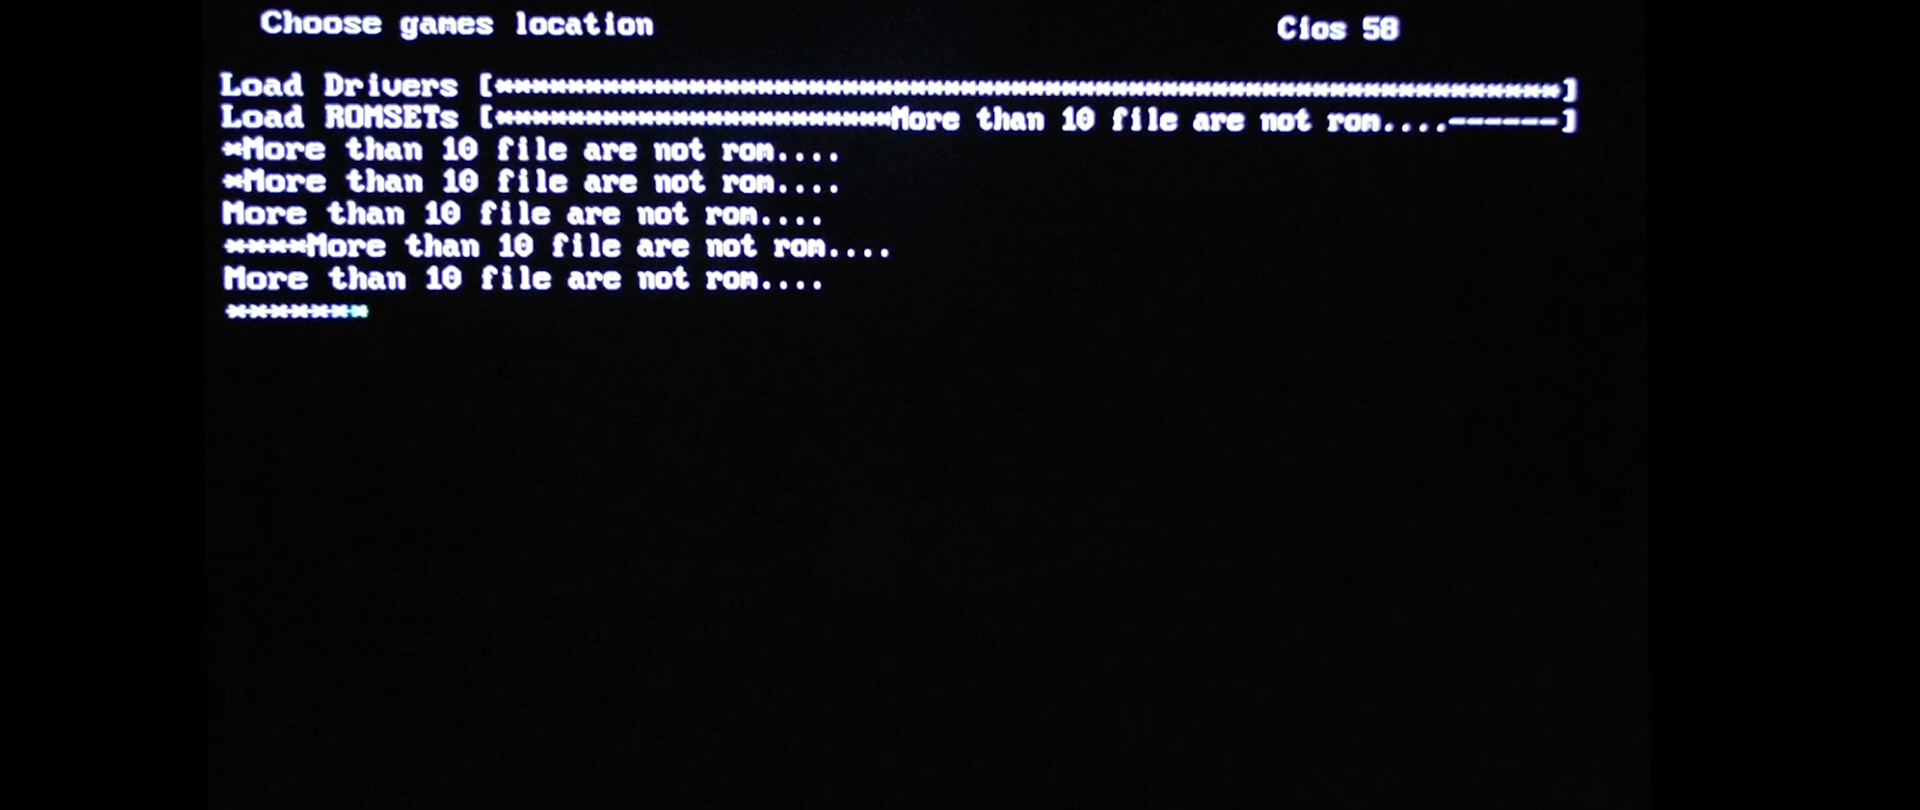 Choose games location
Cios 58
Load Drivers [****************************************************************]
Load ROMSETs [************************More than 10 file are not rom....------]
*More than 10 file are not rom....
*More than 10 file are not rom....
More than 10 file are not rom....
****More than 10 file are not rom....
More than 10 file are not rom....
*******